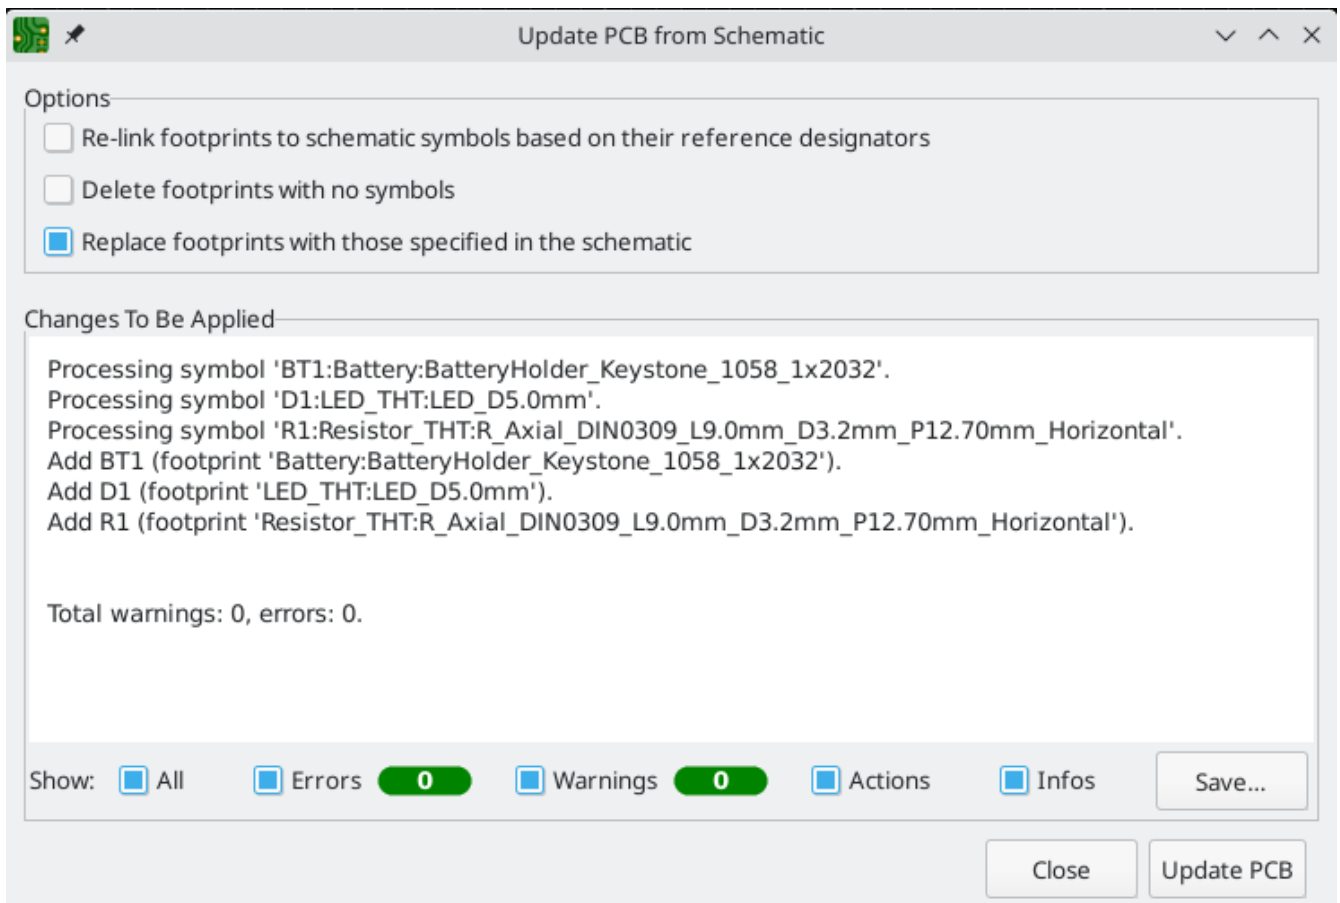 Update PCB from Schematic
Options
Re-link footprints to schematic symbols based on their reference designators
Delete footprints with no symbols
Replace footprints with those specified in the schematic
Changes To Be Applied
Processing symbol 'BT1:Battery:BatteryHolder_Keystone_1058_1x2032'.
Processing symbol 'D1:LED_THT:LED_D5.0mm'.
Processing symbol 'R1:Resistor_THT:R_Axial_DIN0309_L9.0mm_D3.2mm_P12.70mm_Horizontal'.
Add BT1 (footprint 'Battery:BatteryHolder_Keystone_1058_1x2032').
Add D1 (footprint 'LED_THT:LED_D5.0mm').
Add R1 (footprint 'Resistor_THT:R_Axial_DIN0309_L9.0mm_D3.2mm_P12.70mm_Horizontal').
Total warnings: 0, errors: 0.
Show: All Errors 0 Warnings 0 Actions Infos Save...
Close Update PCB